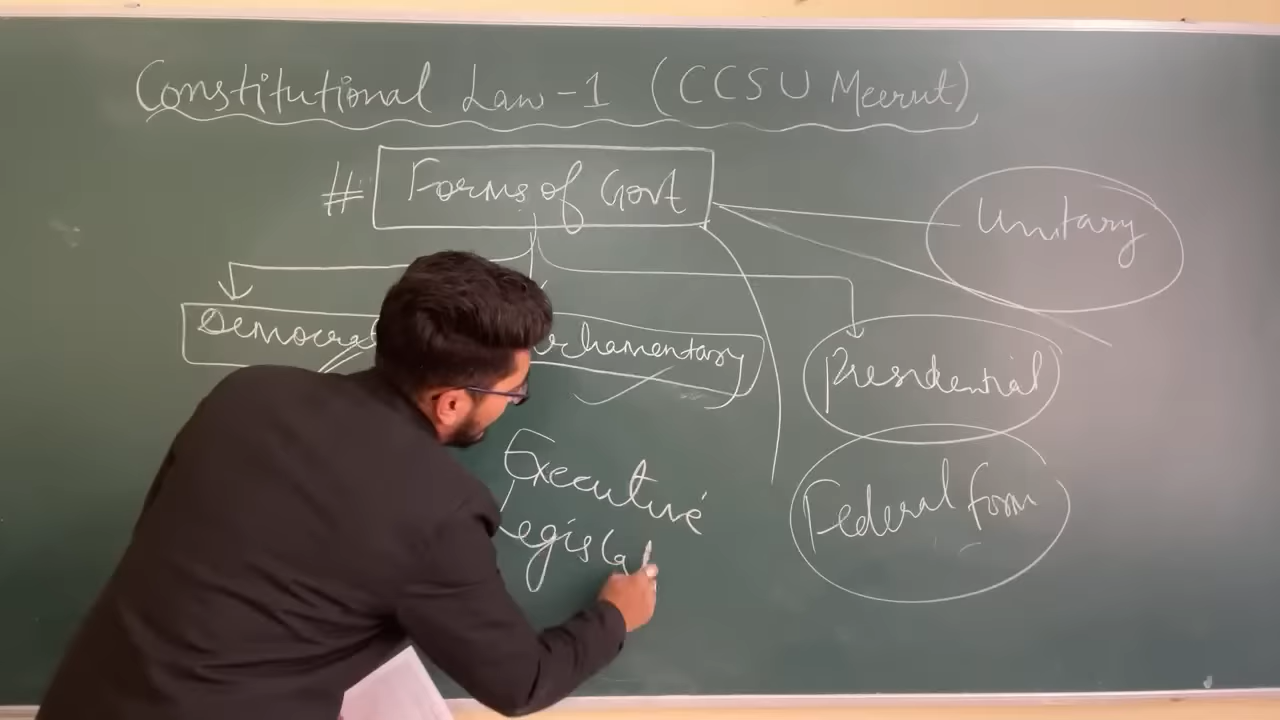 Constitutional Law-1 (CCSU Meerut)
# Forms of Govt
Unitary
Presidential
Executive
Federal form